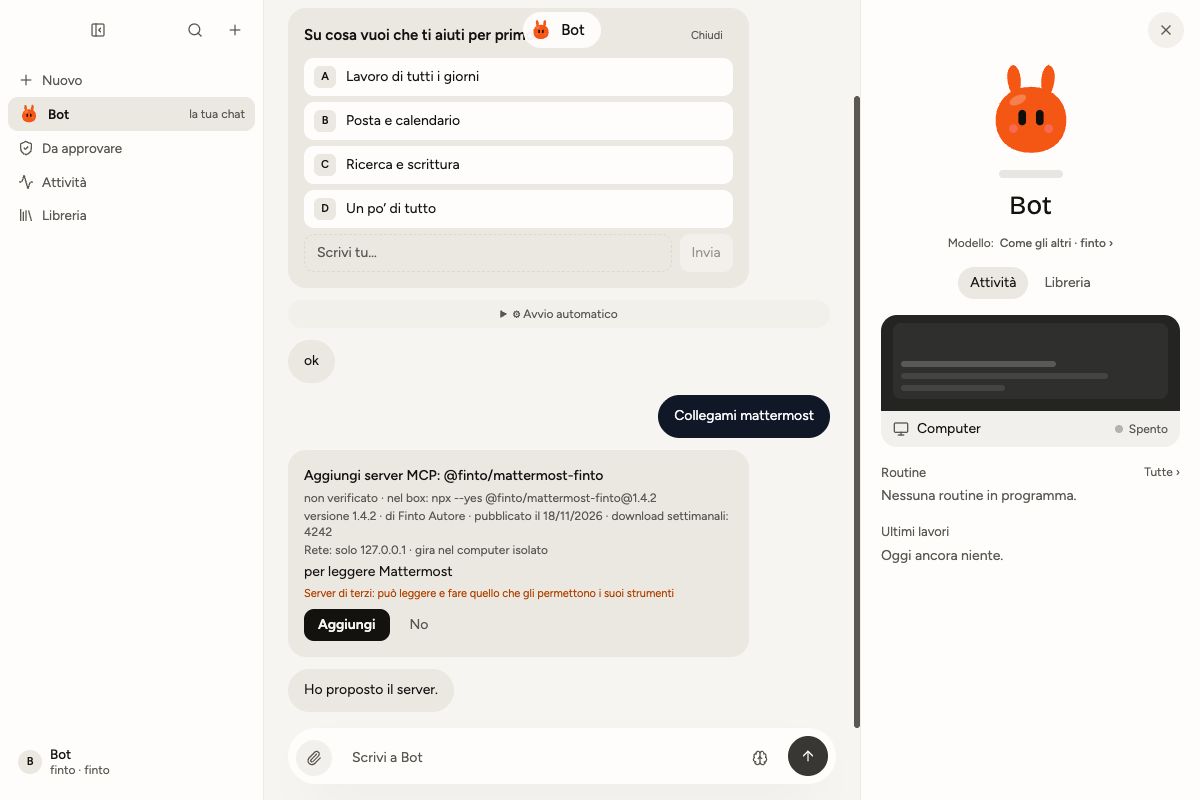 Nuovo
Bot
la tua chat
Da approvare
Attività
Libreria
B
Bot
finto · finto
Su cosa vuoi che ti aiuti per prim
Bot
Chiudi
A Lavoro di tutti i giorni
B Posta e calendario
C Ricerca e scrittura
D Un po’ di tutto
Scrivi tu…
Invia
Avvio automatico
ok
Collegami mattermost
Aggiungi server MCP: @finto/mattermost-finto
non verificato · nel box: npx --yes @finto/mattermost-finto@1.4.2
versione 1.4.2 · di Finto Autore · pubblicato il 18/11/2026 · download settimanali:
4242
Rete: solo 127.0.0.1 · gira nel computer isolato
per leggere Mattermost
Server di terzi: può leggere e fare quello che gli permettono i suoi strumenti
Aggiungi
No
Ho proposto il server.
Scrivi a Bot
Bot
Modello: Come gli altri · finto ›
Attività
Libreria
Computer
Spento
Routine
Tutte ›
Nessuna routine in programma.
Ultimi lavori
Oggi ancora niente.